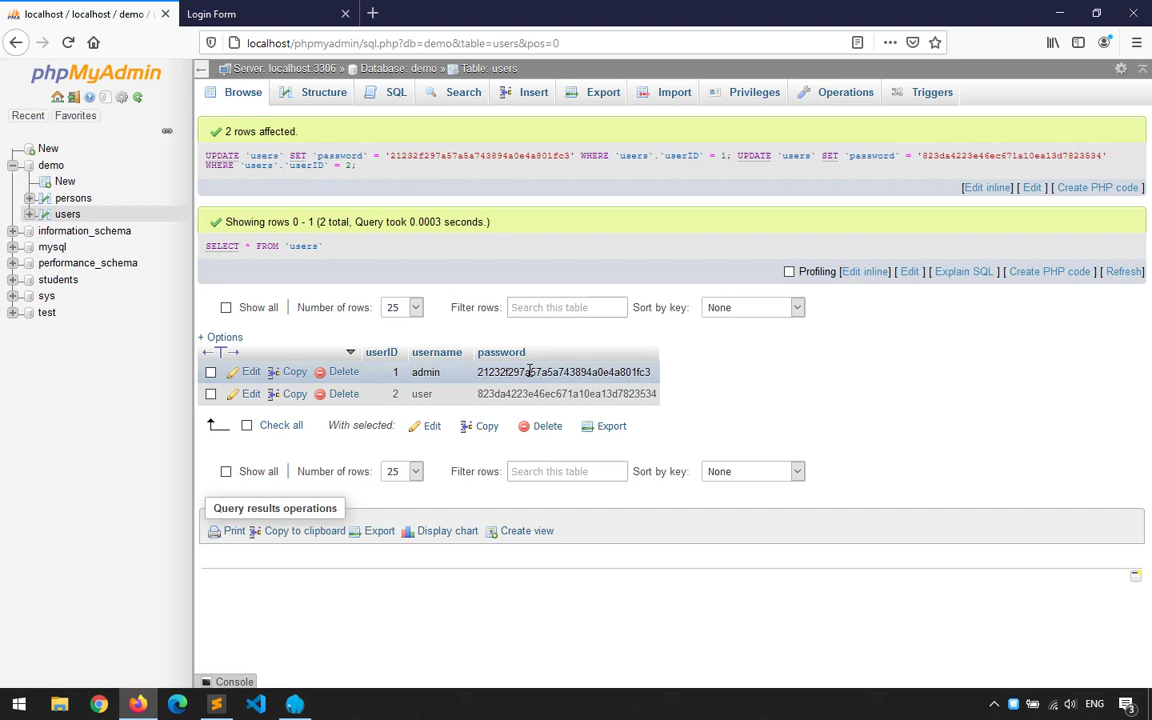 localhost / localhost / demo /
Login Form
localhost/phpmyadmin/sql.php?db=demo&table=users&pos=0
phpMyAdmin
Recent
Favorites
New
demo
New
persons
users
information_schema
mysql
performance_schema
students
sys
test
Server: localhost:3306 » Database: demo » Table: users
Browse
Structure
SQL
Search
Insert
Export
Import
Privileges
Operations
Triggers
2 rows affected.
UPDATE `users` SET `password` = '21232f297a57a5a743894a0e4a801fc3' WHERE `users`.`userID` = 1; UPDATE `users` SET `password` = '823da4223e46ec671a10ea13d7823534'
WHERE `users`.`userID` = 2;
[Edit inline] [ Edit ] [ Create PHP code ]
Showing rows 0 - 1 (2 total, Query took 0.0003 seconds.)
SELECT * FROM `users`
Profiling [Edit inline] [ Edit ] [ Explain SQL ] [ Create PHP code ] [ Refresh]
Show all
Number of rows:
25
Filter rows:
Search this table
Sort by key:
None
+ Options
←T→
userID
username
password
Edit
Copy
Delete
1
admin
21232f297a57a5a743894a0e4a801fc3
Edit
Copy
Delete
2
user
823da4223e46ec671a10ea13d7823534
Check all
With selected:
Edit
Copy
Delete
Export
Show all
Number of rows:
25
Filter rows:
Search this table
Sort by key:
None
Query results operations
Print
Copy to clipboard
Export
Display chart
Create view
Console
ENG
3